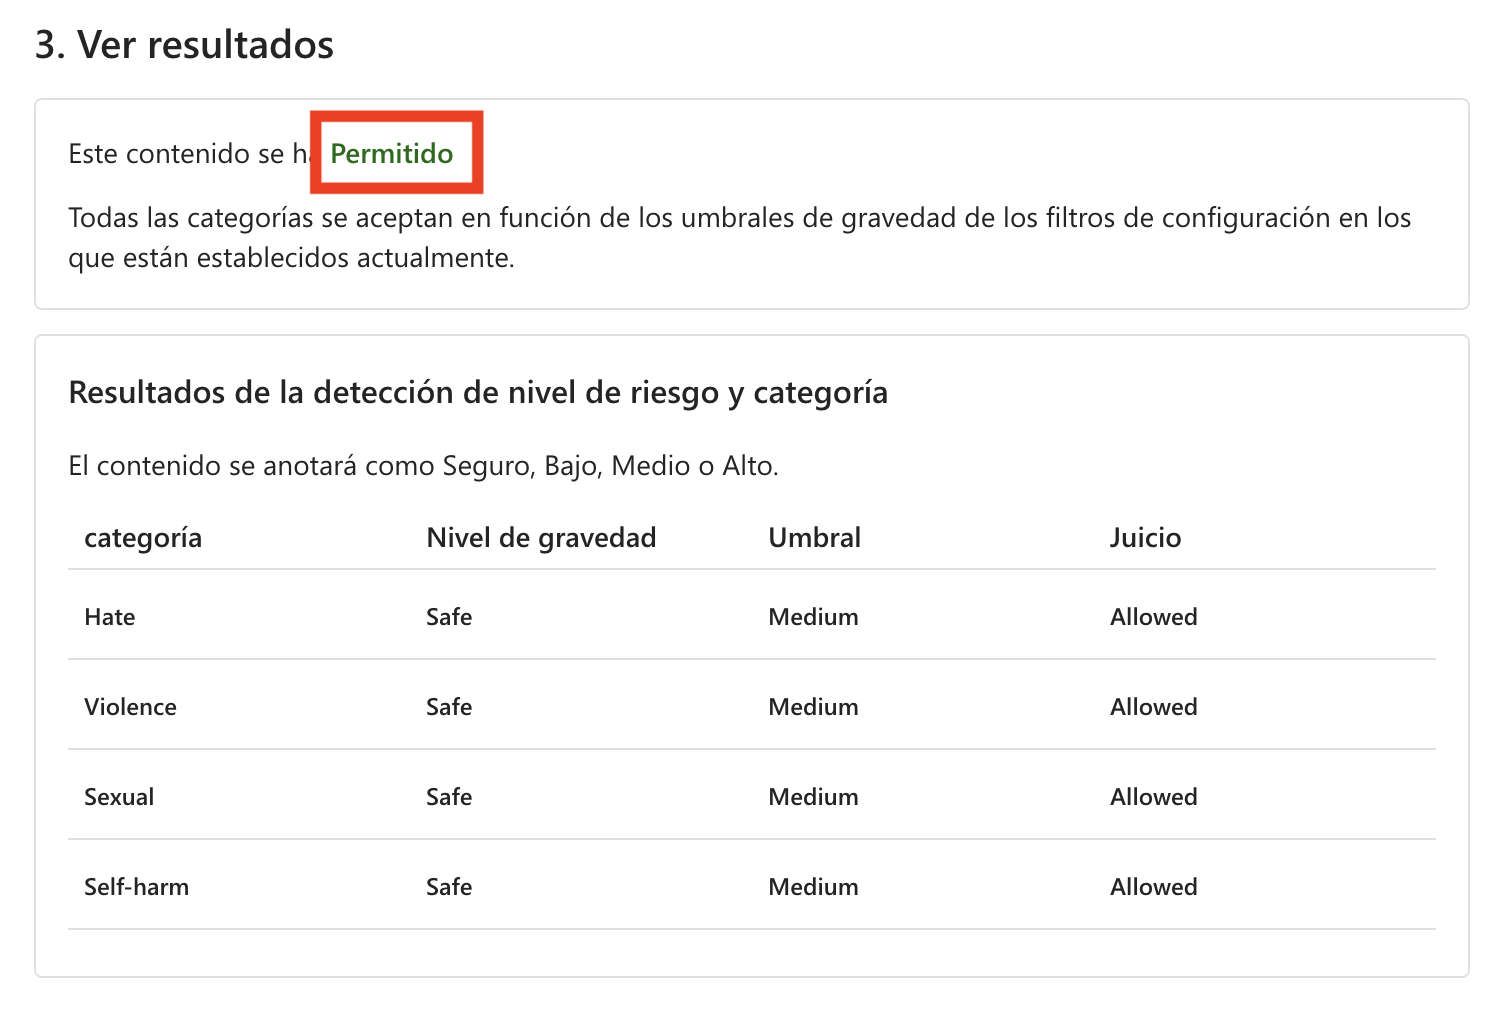 3. Ver resultados
Este contenido se ha Permitido
Todas las categorías se aceptan en función de los umbrales de gravedad de los filtros de configuración en los
que están establecidos actualmente.
Resultados de la detección de nivel de riesgo y categoría
El contenido se anotará como Seguro, Bajo, Medio o Alto.
categoría Nivel de gravedad Umbral Juicio
Hate Safe Medium Allowed
Violence Safe Medium Allowed
Sexual Safe Medium Allowed
Self-harm Safe Medium Allowed